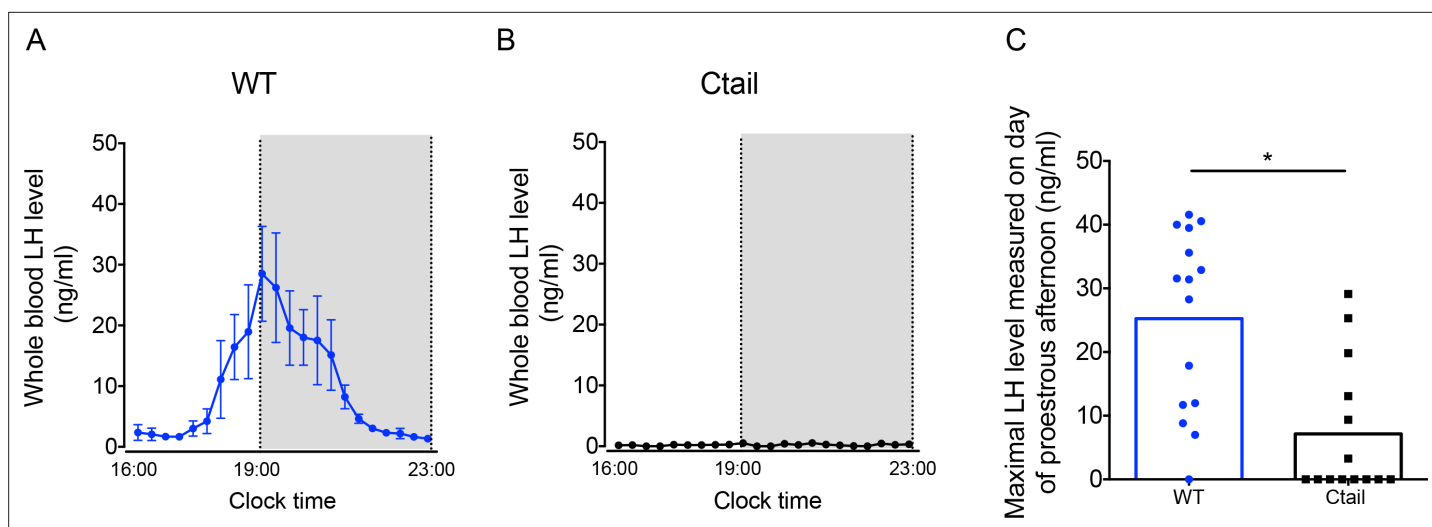 A
WT
Whole blood LH level
(ng/ml)
50
40
30
20
10
0
16:00
19:00
23:00
Clock time
B
Ctail
Whole blood LH level
(ng/ml)
50
40
30
20
10
0
16:00
19:00
23:00
Clock time
C
Maximal LH level measured on day
of proestrous afternoon (ng/ml)
50
40
30
20
10
0
*
WT
Ctail